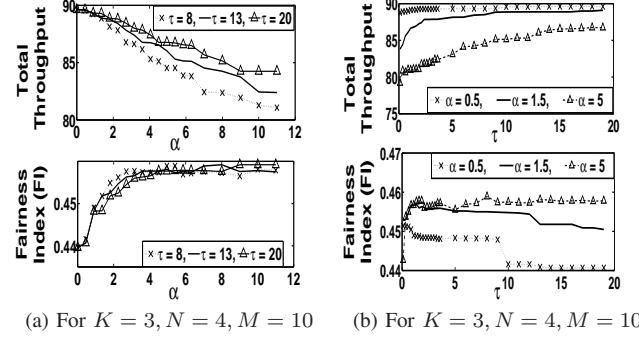 90
85
80
Total Throughput
× τ = 8, — τ = 13, △ τ = 20
0 2 4 6 8 10 12
α
0.45
0.44
Fairness Index (FI)
× τ = 8, — τ = 13, △ τ = 20
0 2 4 6 8 10 12
α
(a) For K = 3, N = 4, M = 10
90
85
80
75
Total Throughput
× α = 0.5, — α = 1.5, △ α = 5
0 5 10 15 20
τ
0.47
0.46
0.45
0.44
Fairness Index (FI)
× α = 0.5, — α = 1.5, △ α = 5
0 5 10 15 20
τ
(b) For K = 3, N = 4, M = 10